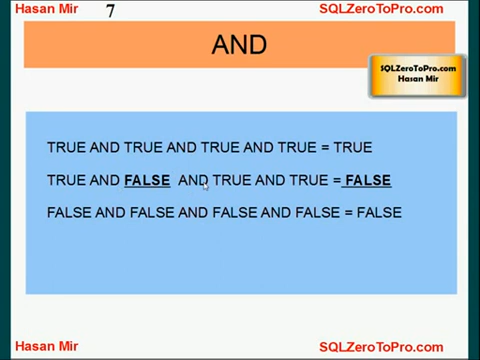 Hasan Mir 7 SQLZeroToPro.com
AND
SQLZeroToPro.com
Hasan Mir
TRUE AND TRUE AND TRUE AND TRUE = TRUE
TRUE AND FALSE AND TRUE AND TRUE = FALSE
FALSE AND FALSE AND FALSE AND FALSE = FALSE
Hasan Mir SQLZeroToPro.com